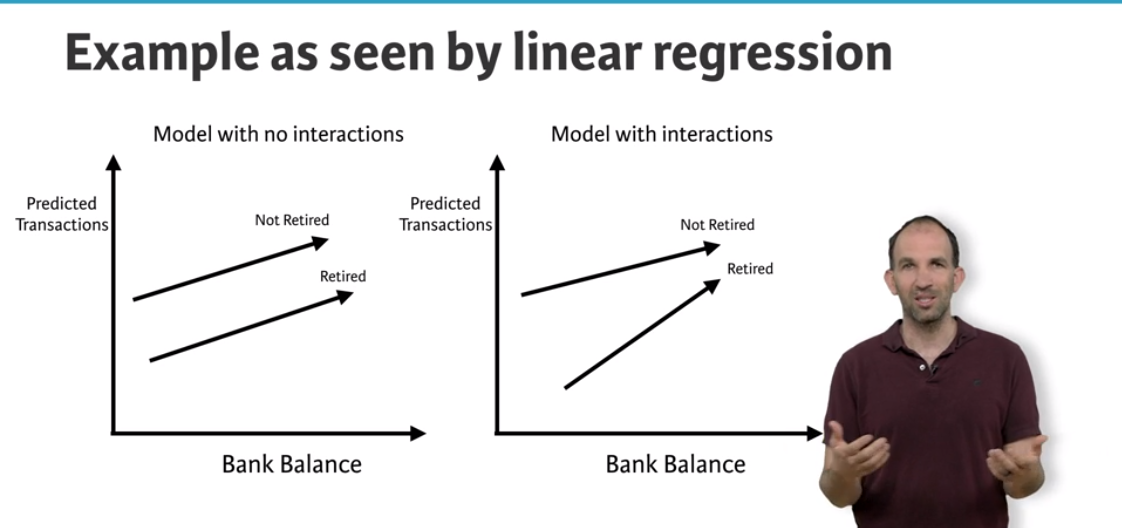 Example as seen by linear regression
Model with no interactions
Predicted
Transactions
Not Retired
Retired
Bank Balance
Model with interactions
Predicted
Transactions
Not Retired
Retired
Bank Balance